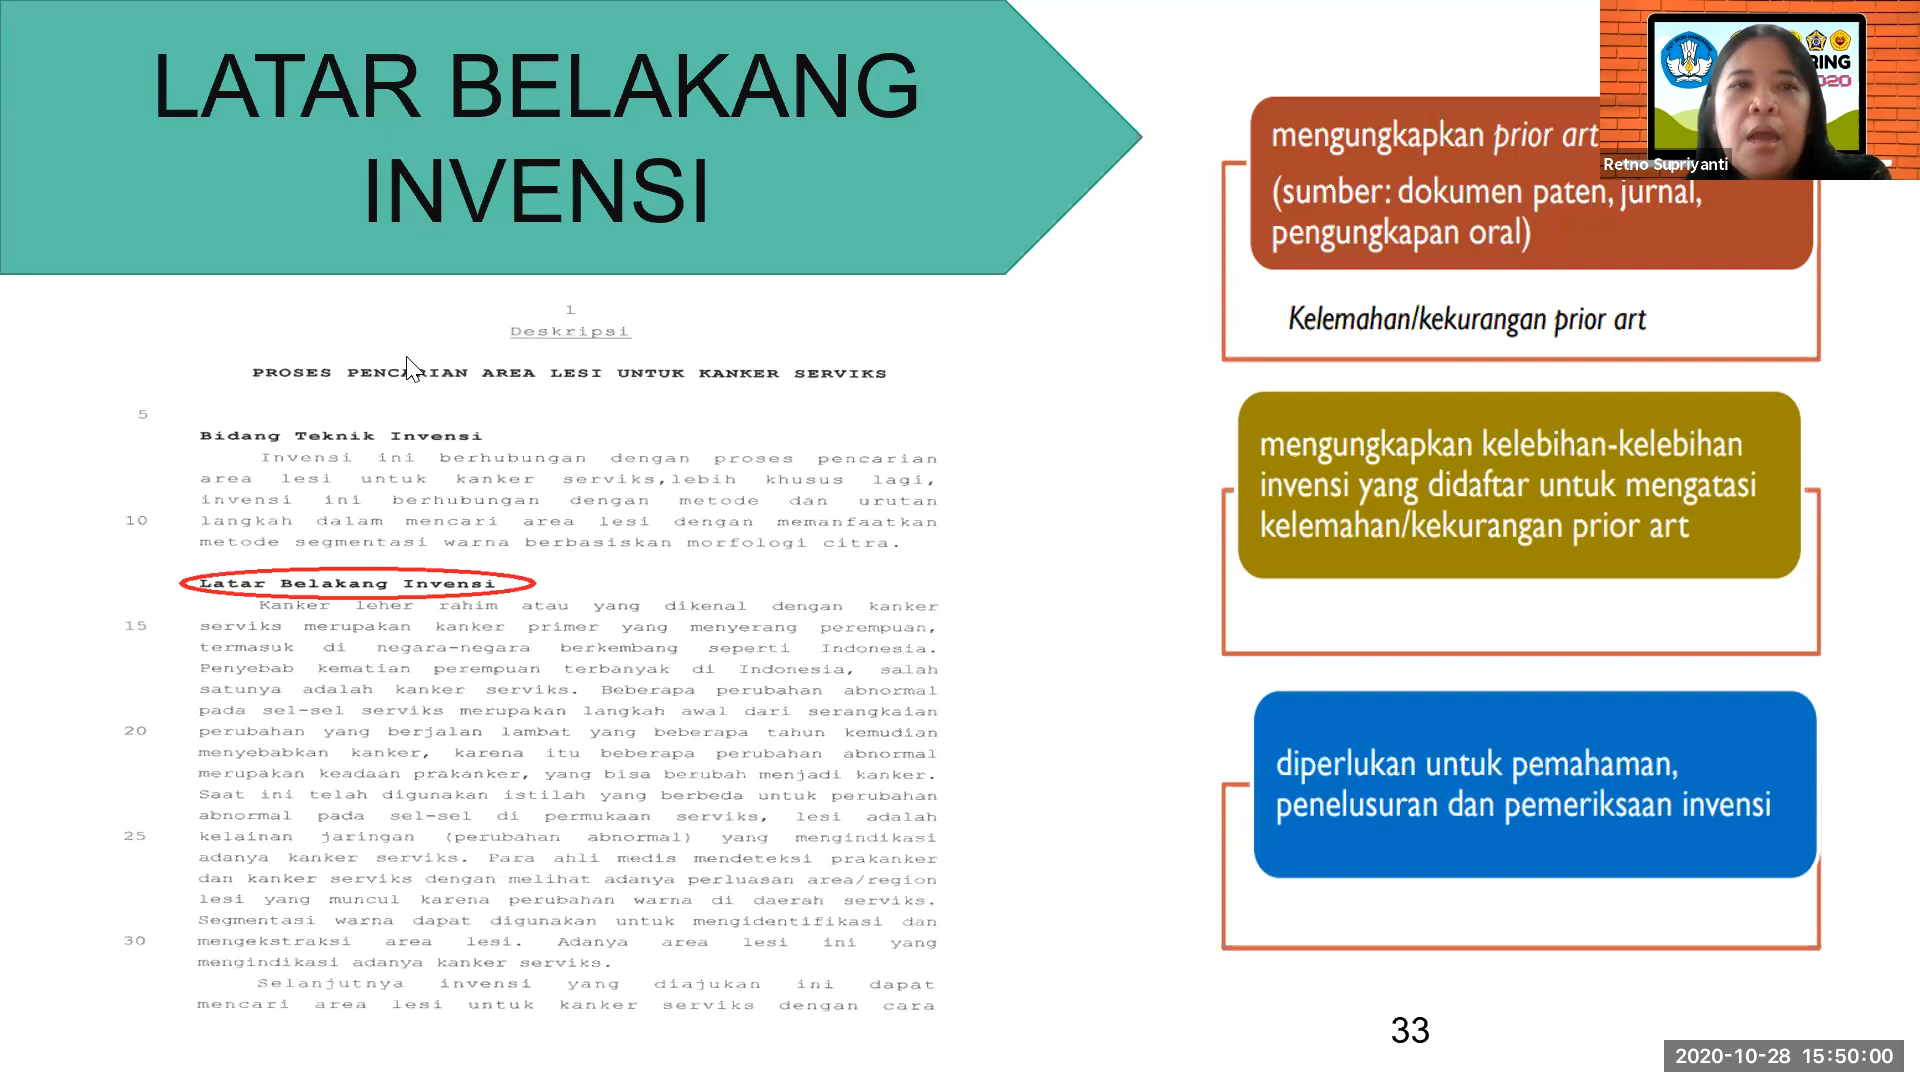 LATAR BELAKANG
INVENSI
1
Deskripsi
PROSES PENCARIAN AREA LESI UNTUK KANKER SERVIKS
5
Bidang Teknik Invensi
Invensi ini berhubungan dengan proses pencarian
area lesi untuk kanker serviks,lebih khusus lagi,
invensi ini berhubungan dengan metode dan urutan
10 langkah dalam mencari area lesi dengan memanfaatkan
metode segmentasi warna berbasiskan morfologi citra.
Latar Belakang Invensi
Kanker leher rahim atau yang dikenal dengan kanker
15 serviks merupakan kanker primer yang menyerang perempuan,
termasuk di negara-negara berkembang seperti Indonesia.
Penyebab kematian perempuan terbanyak di Indonesia, salah
satunya adalah kanker serviks. Beberapa perubahan abnormal
pada sel-sel serviks merupakan langkah awal dari serangkaian
20 perubahan yang berjalan lambat yang beberapa tahun kemudian
menyebabkan kanker, karena itu beberapa perubahan abnormal
merupakan keadaan prakanker, yang bisa berubah menjadi kanker.
Saat ini telah digunakan istilah yang berbeda untuk perubahan
abnormal pada sel-sel di permukaan serviks, lesi adalah
25 kelainan jaringan (perubahan abnormal) yang mengindikasi
adanya kanker serviks. Para ahli medis mendeteksi prakanker
dan kanker serviks dengan melihat adanya perluasan area/region
lesi yang muncul karena perubahan warna di daerah serviks.
Segmentasi warna dapat digunakan untuk mengidentifikasi dan
30 mengekstraksi area lesi. Adanya area lesi ini yang
mengindikasi adanya kanker serviks.
Selanjutnya invensi yang diajukan ini dapat
mencari area lesi untuk kanker serviks dengan cara
mengungkapkan prior art
(sumber: dokumen paten, jurnal,
pengungkapan oral)
Kelemahan/kekurangan prior art
mengungkapkan kelebihan-kelebihan
invensi yang didaftar untuk mengatasi
kelemahan/kekurangan prior art
diperlukan untuk pemahaman,
penelusuran dan pemeriksaan invensi
33
Retno Supriyanti
2020-10-28 15:50:00